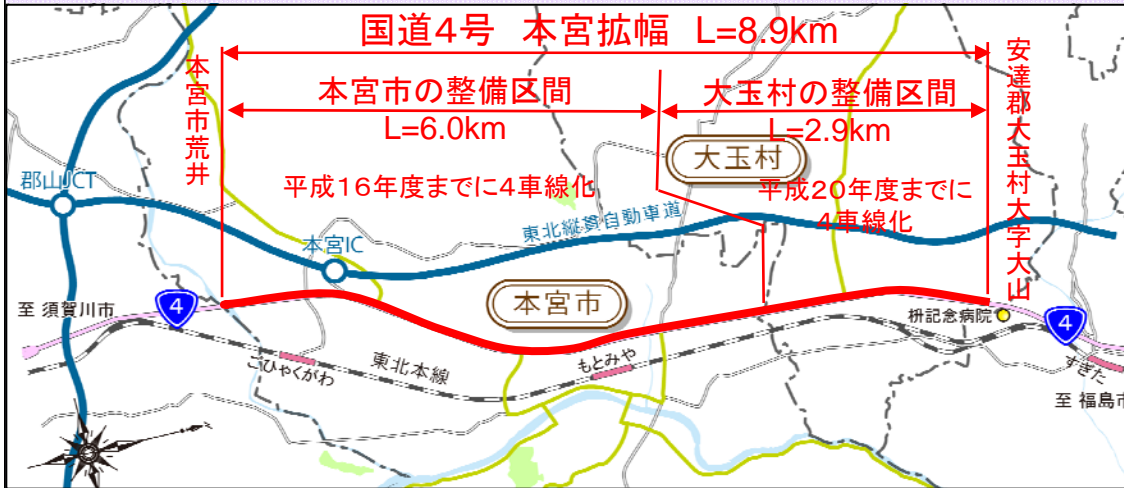 国道4号 本宮拡幅 L=8.9km
本宮市荒井
本宮市の整備区間
L=6.0km
大玉村の整備区間
L=2.9km
安達郡大玉村大字大山
大玉村
郡山JCT
平成16年度までに4車線化
平成20年度までに
4車線化
東北縦貫自動車道
本宮IC
本宮市
至 須賀川市
4
枡記念病院
4
ごひゃくがわ
東北本線
もとみや
すぎた
至 福島市